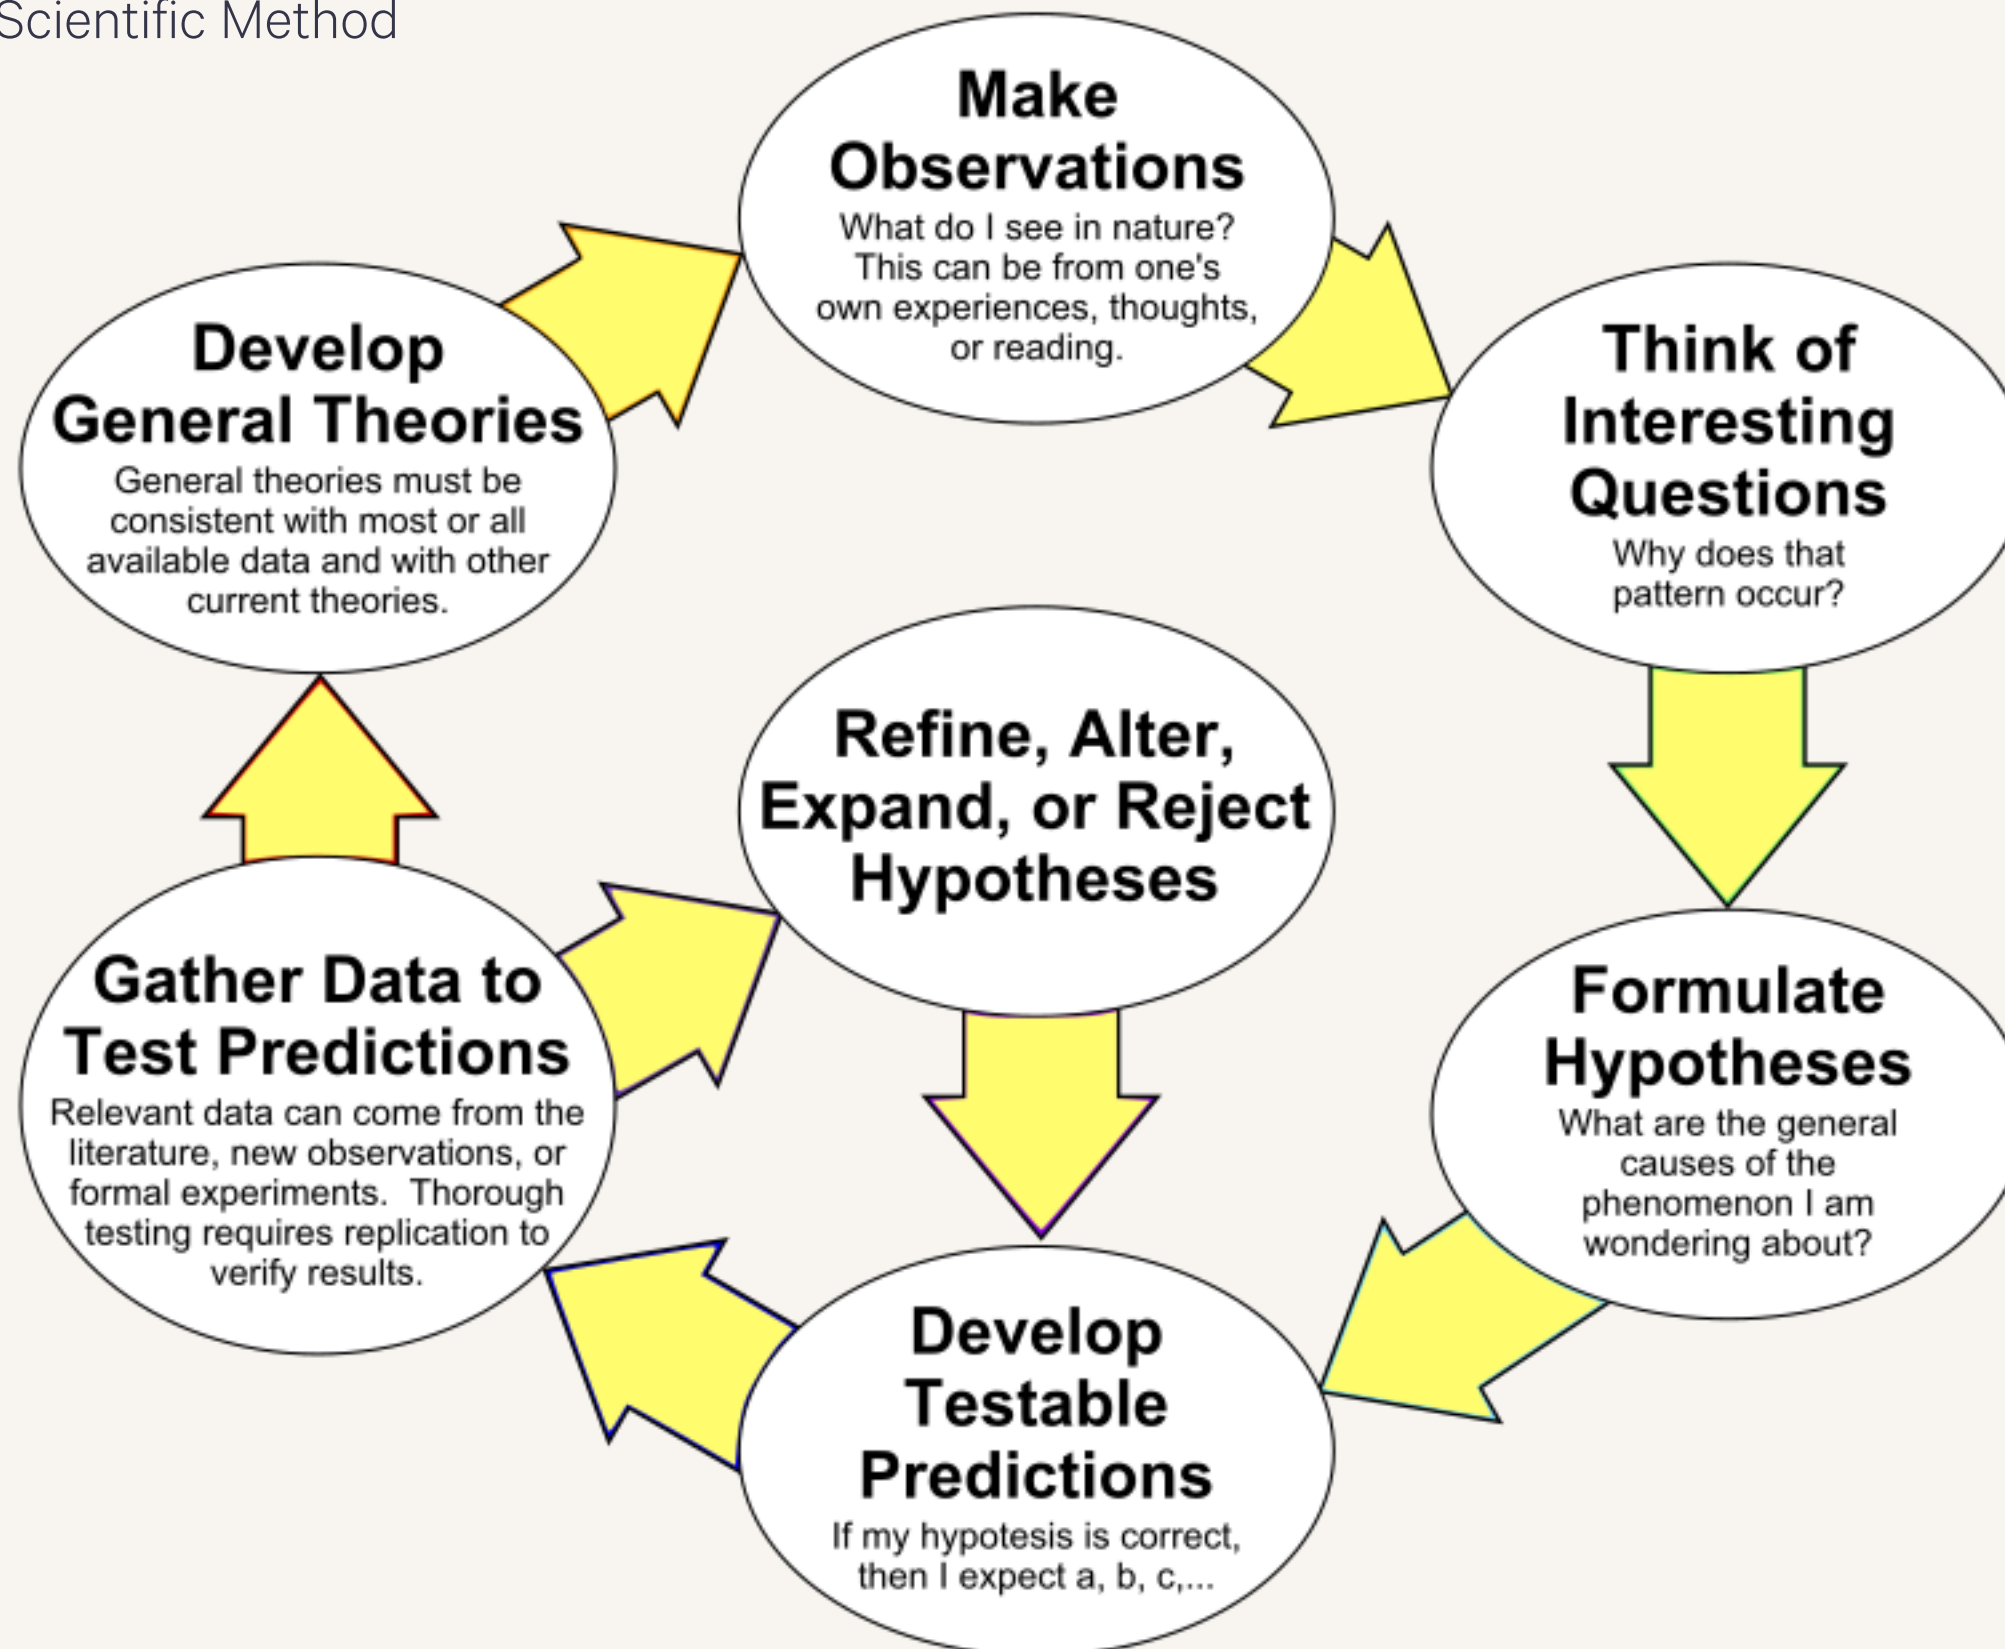 Scientific Method
Make
Observations
What do I see in nature?
This can be from one's
own experiences, thoughts,
or reading.
Think of
Interesting
Questions
Why does that
pattern occur?
Formulate
Hypotheses
What are the general
causes of the
phenomenon I am
wondering about?
Develop
Testable
Predictions
If my hypotesis is correct,
then I expect a, b, c,...
Gather Data to
Test Predictions
Relevant data can come from the
literature, new observations, or
formal experiments.  Thorough
testing requires replication to
verify results.
Refine, Alter,
Expand, or Reject
Hypotheses
Develop
General Theories
General theories must be
consistent with most or all
available data and with other
current theories.